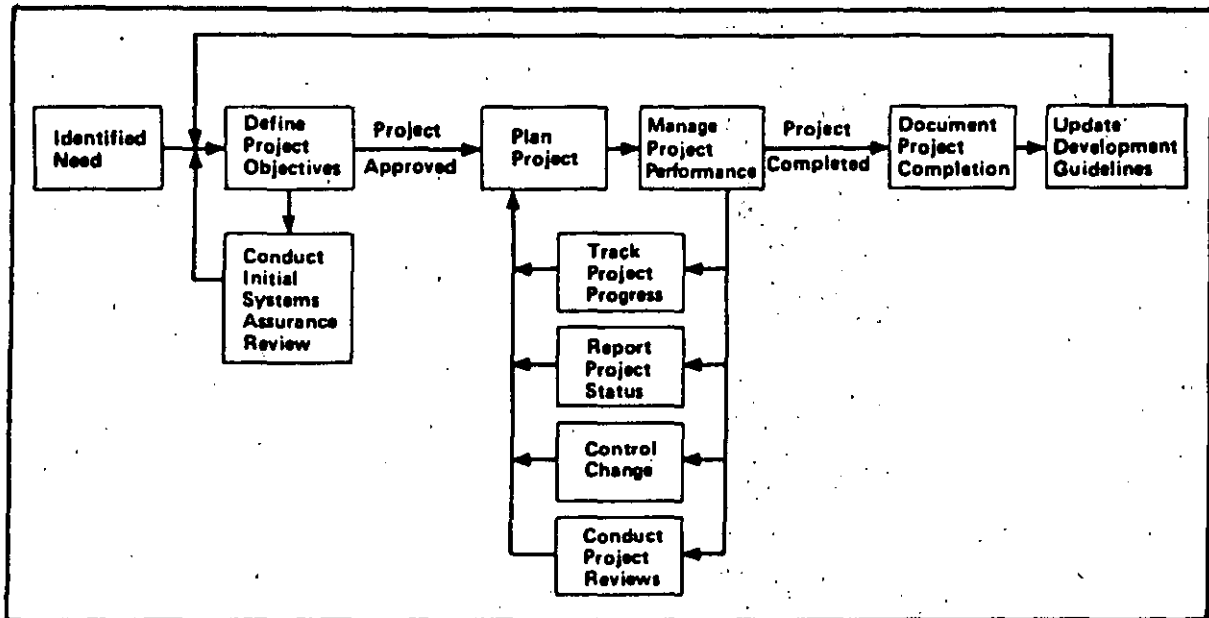 Identified
Need
Define
Project
Objectives
Project
Approved
Plan
Project
Manage
Project
Performance
Project
Completed
Document
Project
Completion
Update
Development
Guidelines
Conduct
Initial
Systems
Assurance
Review
Track
Project
Progress
Report
Project
Status
Control
Change
Conduct
Project
Reviews